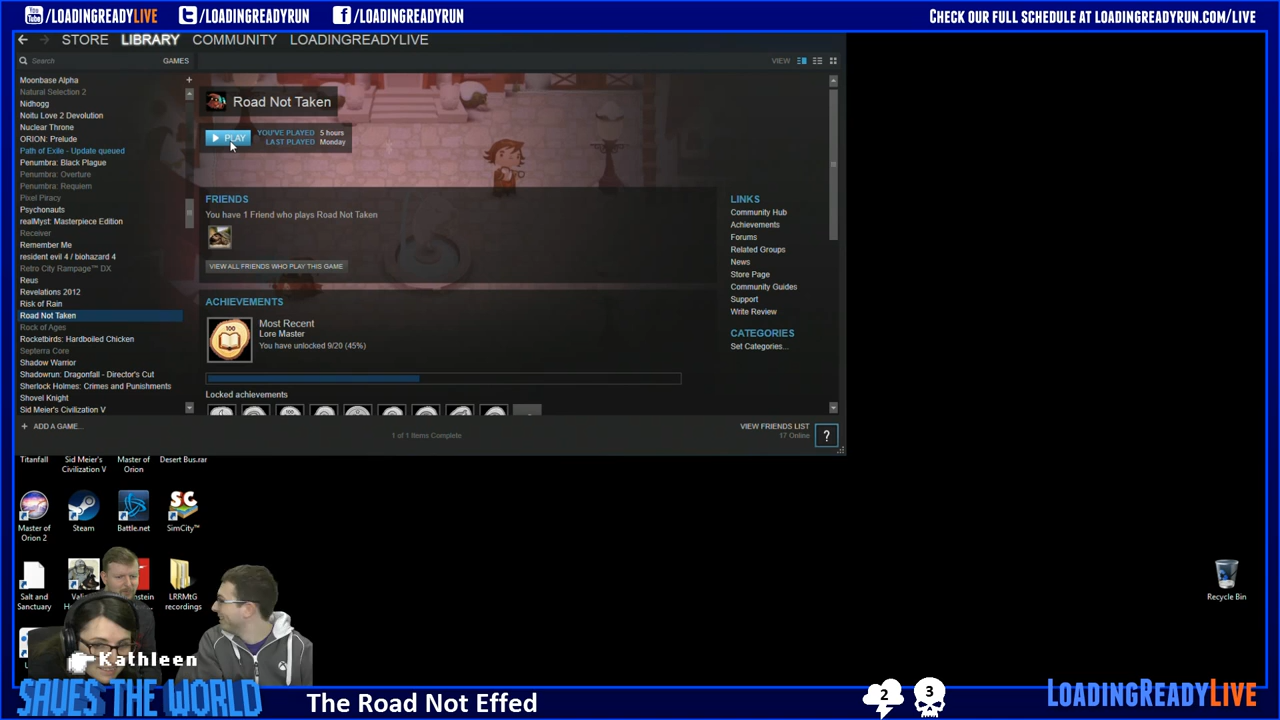 You Tube /LOADINGREADYLIVE /LOADINGREADYRUN /LOADINGREADYRUN CHECK OUR FULL SCHEDULE AT LOADINGREADYRUN.COM/LIVE
STORE LIBRARY COMMUNITY LOADINGREADYLIVE
Search GAMES VIEW
Moonbase Alpha
Natural Selection 2
Nidhogg
Noitu Love 2 Devolution
Nuclear Throne
ORION: Prelude
Path of Exile - Update queued
Penumbra: Black Plague
Penumbra: Overture
Penumbra: Requiem
Pixel Piracy
Psychonauts
realMyst: Masterpiece Edition
Receiver
Remember Me
resident evil 4 / biohazard 4
Retro City Rampage™ DX
Reus
Revelations 2012
Risk of Rain
Road Not Taken
Rock of Ages
Rocketbirds: Hardboiled Chicken
Septerra Core
Shadow Warrior
Shadowrun: Dragonfall - Director's Cut
Sherlock Holmes: Crimes and Punishments
Shovel Knight
Sid Meier's Civilization V
+ ADD A GAME...
Road Not Taken
PLAY
YOU'VE PLAYED 5 hours
LAST PLAYED Monday
FRIENDS
You have 1 Friend who plays Road Not Taken
VIEW ALL FRIENDS WHO PLAY THIS GAME
ACHIEVEMENTS
100
Most Recent
Lore Master
You have unlocked 9/20 (45%)
Locked achievements
LINKS
Community Hub
Achievements
Forums
Related Groups
News
Store Page
Community Guides
Support
Write Review
CATEGORIES
Set Categories...
1 of 1 Items Complete
VIEW FRIENDS LIST
17 Online
?
Titanfall
Sid Meier's
Civilization V
Master of
Orion
Desert Bus.rar
Master of
Orion 2
Steam
Battle.net
SC
SimCity™
Salt and
Sanctuary
LRRMtG
recordings
Recycle Bin
Kathleen
SAVES THE WORLD
The Road Not Effed
2
3
LOADINGREADYLIVE